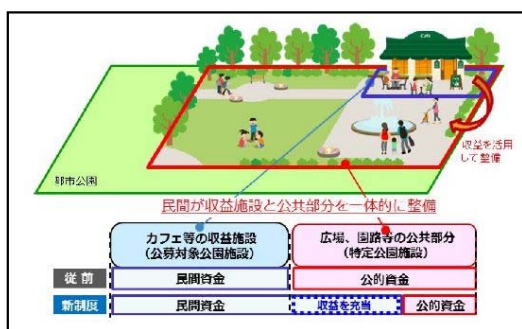 Cafe
収益を活用
して整備
都市公園
民間が収益施設と公共部分を一体的に整備
カフェ等の収益施設
(公募対象公園施設)
広場、園路等の公共部分
(特定公園施設)
従前
民間資金
公的資金
新制度
民間資金
収益を充当
公的資金